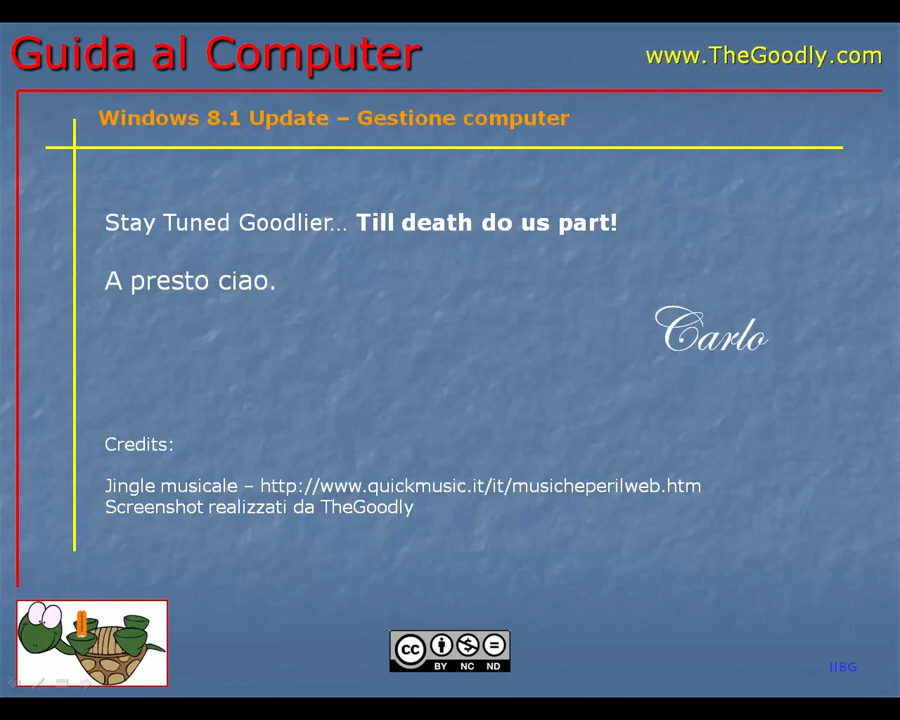 Guida al Computer
www.TheGoodly.com
Windows 8.1 Update – Gestione computer
Stay Tuned Goodlier... Till death do us part!
A presto ciao.
Carlo
Credits:
Jingle musicale – http://www.quickmusic.it/it/musicheperilweb.htm
Screenshot realizzati da TheGoodly
cc BY NC ND
NBG